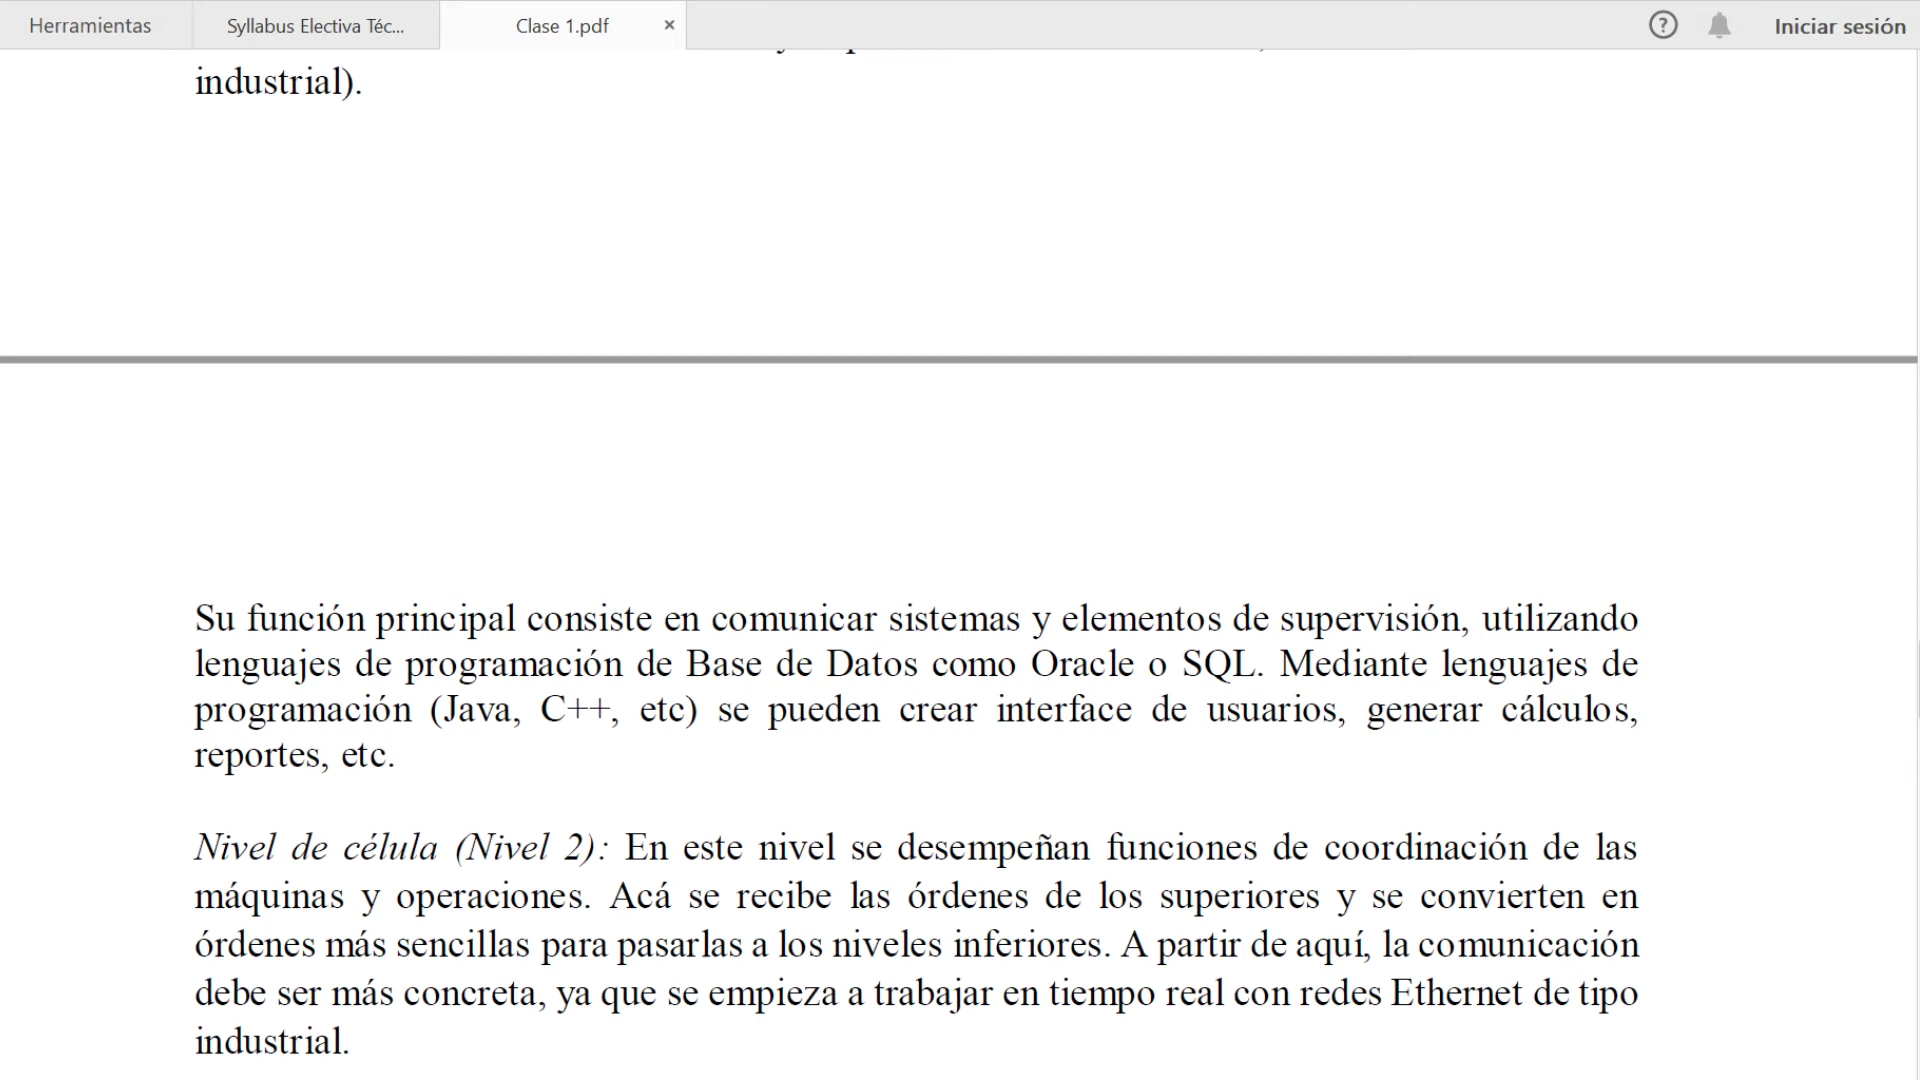 Herramientas
Syllabus Electiva Téc...
Clase 1.pdf
Iniciar sesión
industrial).
Su función principal consiste en comunicar sistemas y elementos de supervisión, utilizando
lenguajes de programación de Base de Datos como Oracle o SQL. Mediante lenguajes de
programación (Java, C++, etc) se pueden crear interface de usuarios, generar cálculos,
reportes, etc.
Nivel de célula (Nivel 2): En este nivel se desempeñan funciones de coordinación de las
máquinas y operaciones. Acá se recibe las órdenes de los superiores y se convierten en
órdenes más sencillas para pasarlas a los niveles inferiores. A partir de aquí, la comunicación
debe ser más concreta, ya que se empieza a trabajar en tiempo real con redes Ethernet de tipo
industrial.